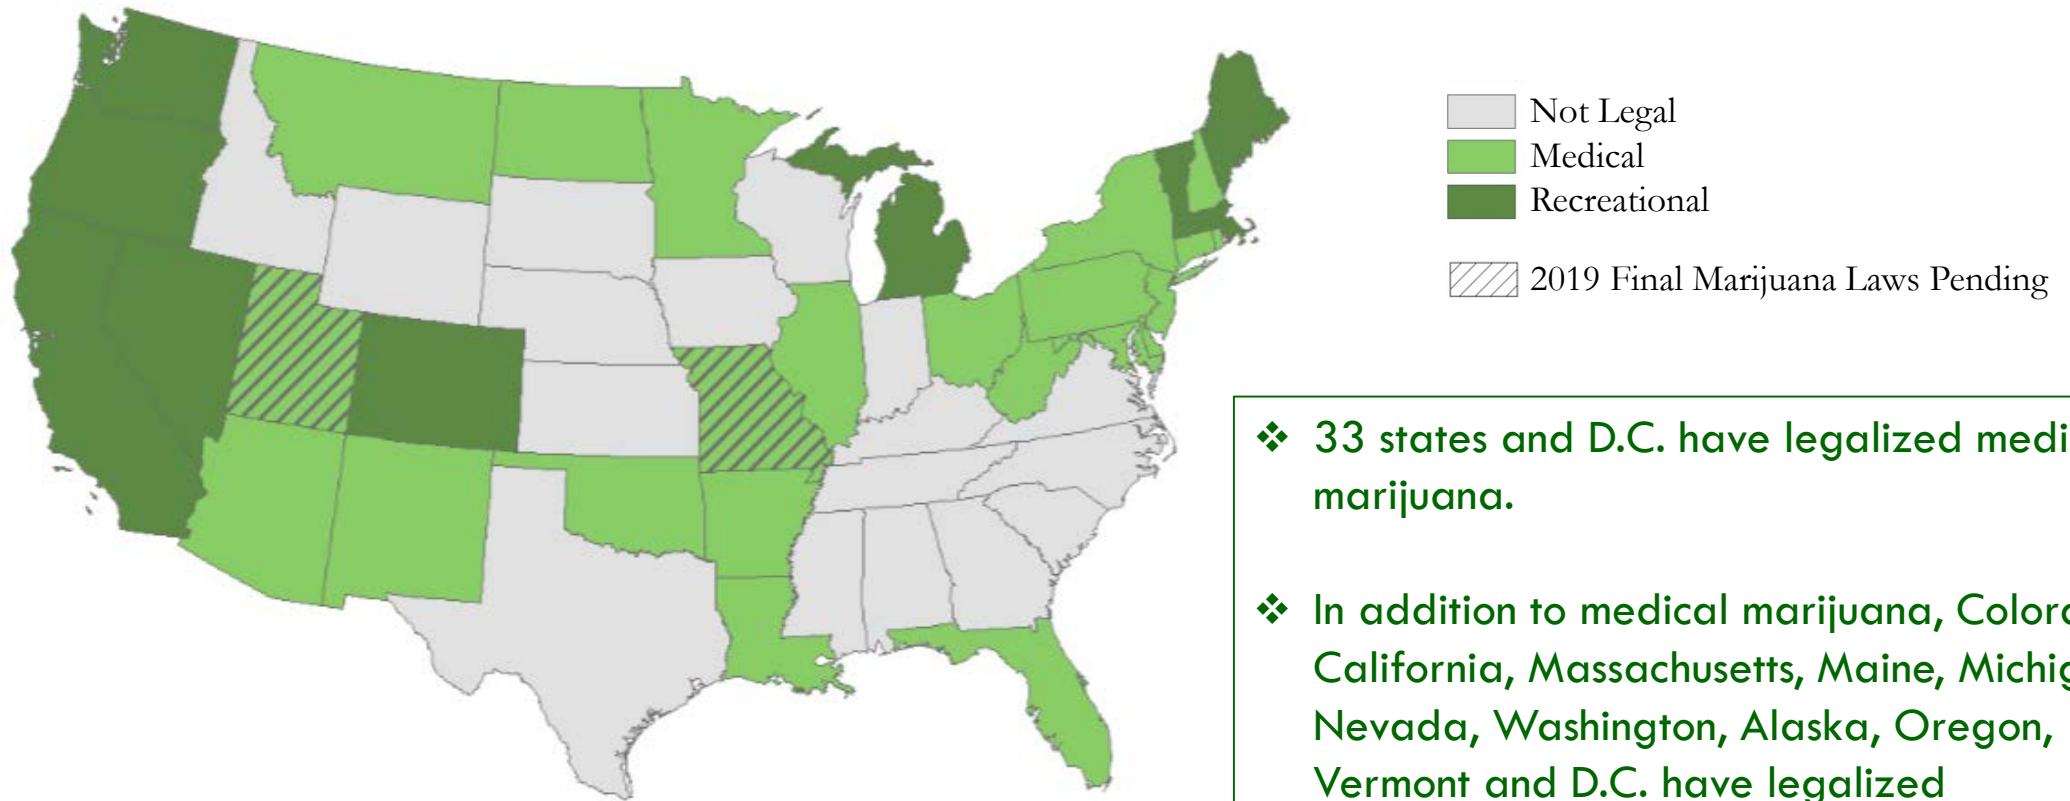 Not Legal
Medical
Recreational
2019 Final Marijuana Laws Pending
❖ 33 states and D.C. have legalized medi
marijuana.
❖ In addition to medical marijuana, Colora
California, Massachusetts, Maine, Michig
Nevada, Washington, Alaska, Oregon,
Vermont and D.C. have legalized